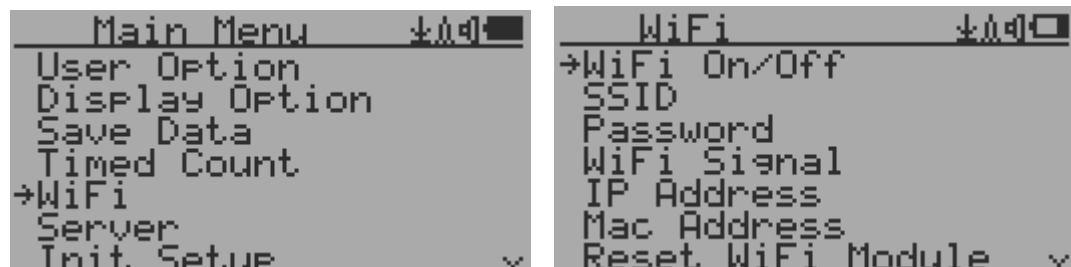 Main Menu
User Option
Display Option
Save Data
Timed Count
→WiFi
Server
Init Setup
WiFi
→WiFi On/Off
SSID
Password
WiFi Signal
IP Address
Mac Address
Reset WiFi Module